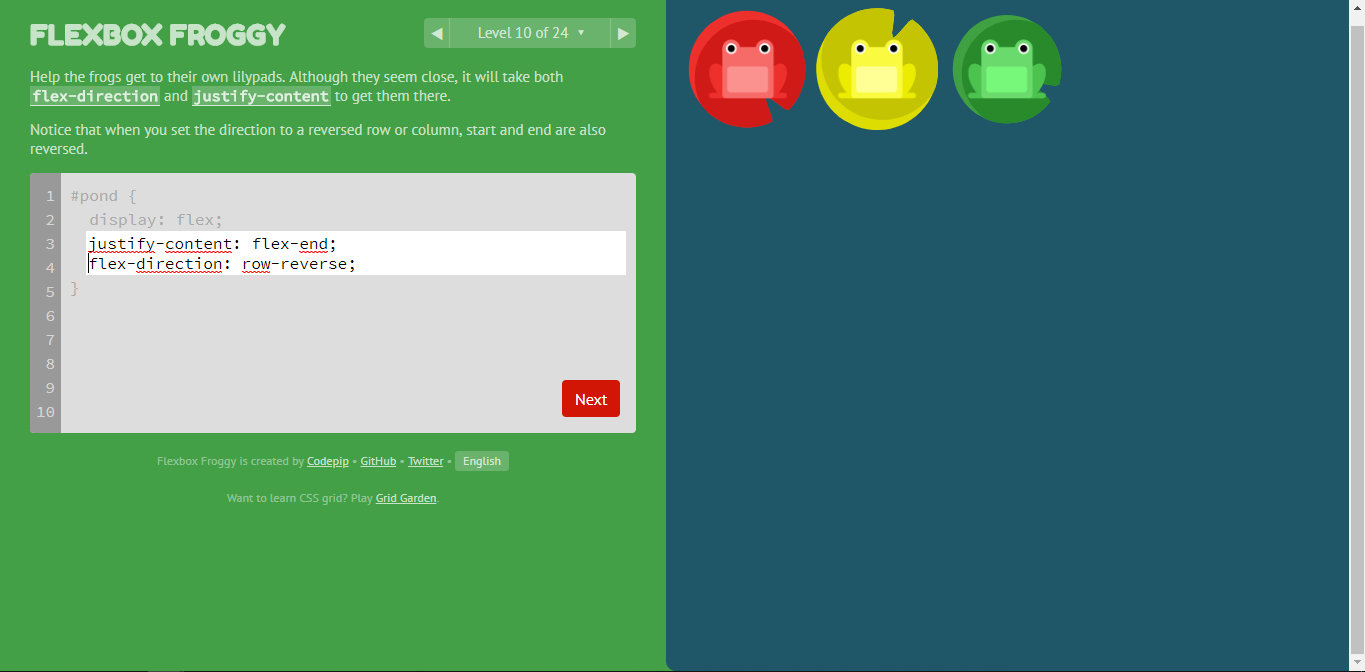 FLEXBOX FROGGY
◀ Level 10 of 24 ▼ ▶
Help the frogs get to their own lilypads. Although they seem close, it will take both
flex-direction and justify-content to get them there.
Notice that when you set the direction to a reversed row or column, start and end are also
reversed.
1 #pond {
2 display: flex;
3 justify-content: flex-end;
4 flex-direction: row-reverse;
5 }
6
7
8
9
10
Next
Flexbox Froggy is created by Codepip • GitHub • Twitter • English
Want to learn CSS grid? Play Grid Garden.